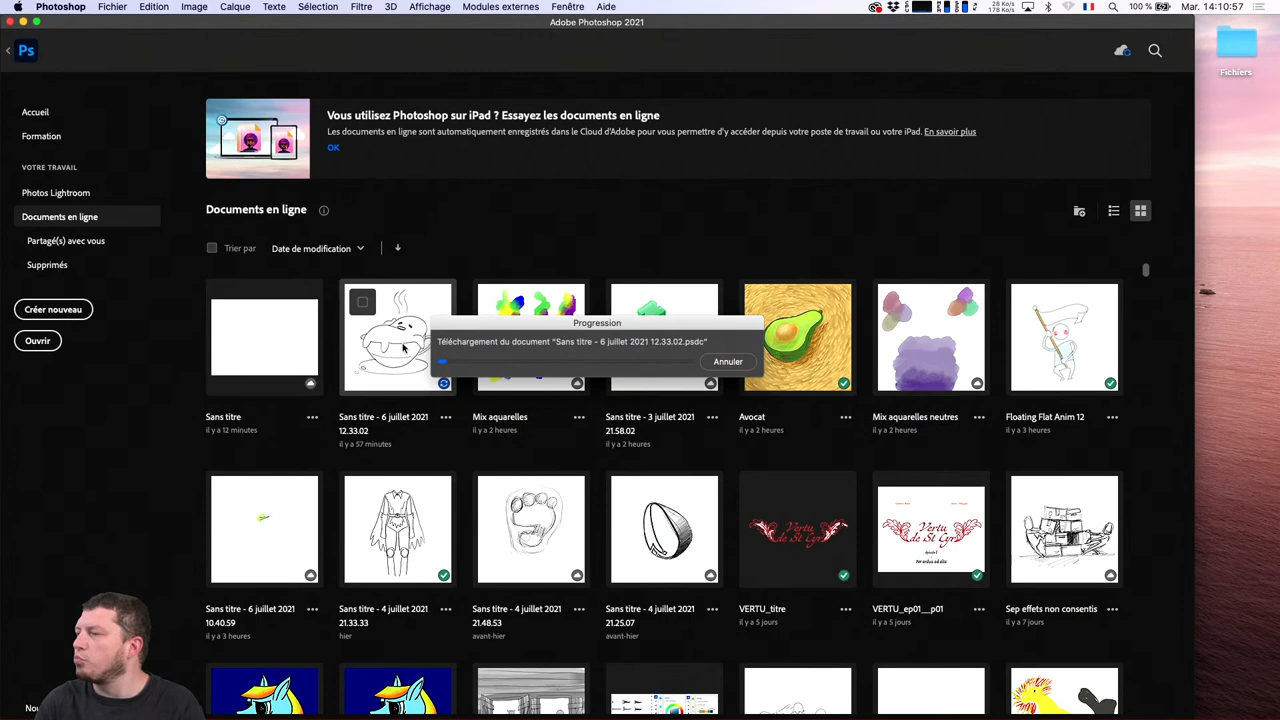 Photoshop Fichier Edition Image Calque Texte Sélection Filtre 3D Affichage Modules externes Fenêtre Aide 28 Ko/s 178 Ko/s 100 % Mar. 14:10:57
Adobe Photoshop 2021
Ps
Fichiers
Accueil
Formation
VOTRE TRAVAIL
Photos Lightroom
Documents en ligne
Partagé(s) avec vous
Supprimés
Créer nouveau
Ouvrir
Vous utilisez Photoshop sur iPad ? Essayez les documents en ligne
Les documents en ligne sont automatiquement enregistrés dans le Cloud d'Adobe pour vous permettre d'y accéder depuis votre poste de travail ou votre iPad. En savoir plus
OK
Documents en ligne
Trier par Date de modification
Progression
Téléchargement du document "Sans titre - 6 juillet 2021 12.33.02.psdc"
Annuler
Sans titre
il y a 12 minutes
Sans titre - 6 juillet 2021
12.33.02
il y a 57 minutes
Mix aquarelles
il y a 2 heures
Sans titre - 3 juillet 2021
21.58.02
il y a 2 heures
Avocat
il y a 2 heures
Mix aquarelles neutres
il y a 2 heures
Floating Flat Anim 12
il y a 3 heures
Vertu
de St Cyr
Vertu
de St Cyr
Sans titre - 6 juillet 2021
10.40.59
il y a 3 heures
Sans titre - 4 juillet 2021
21.33.33
hier
Sans titre - 4 juillet 2021
21.48.53
avant-hier
Sans titre - 4 juillet 2021
21.25.07
avant-hier
VERTU_titre
il y a 5 jours
VERTU_ep01__p01
il y a 5 jours
Sep effets non consentis
il y a 7 jours